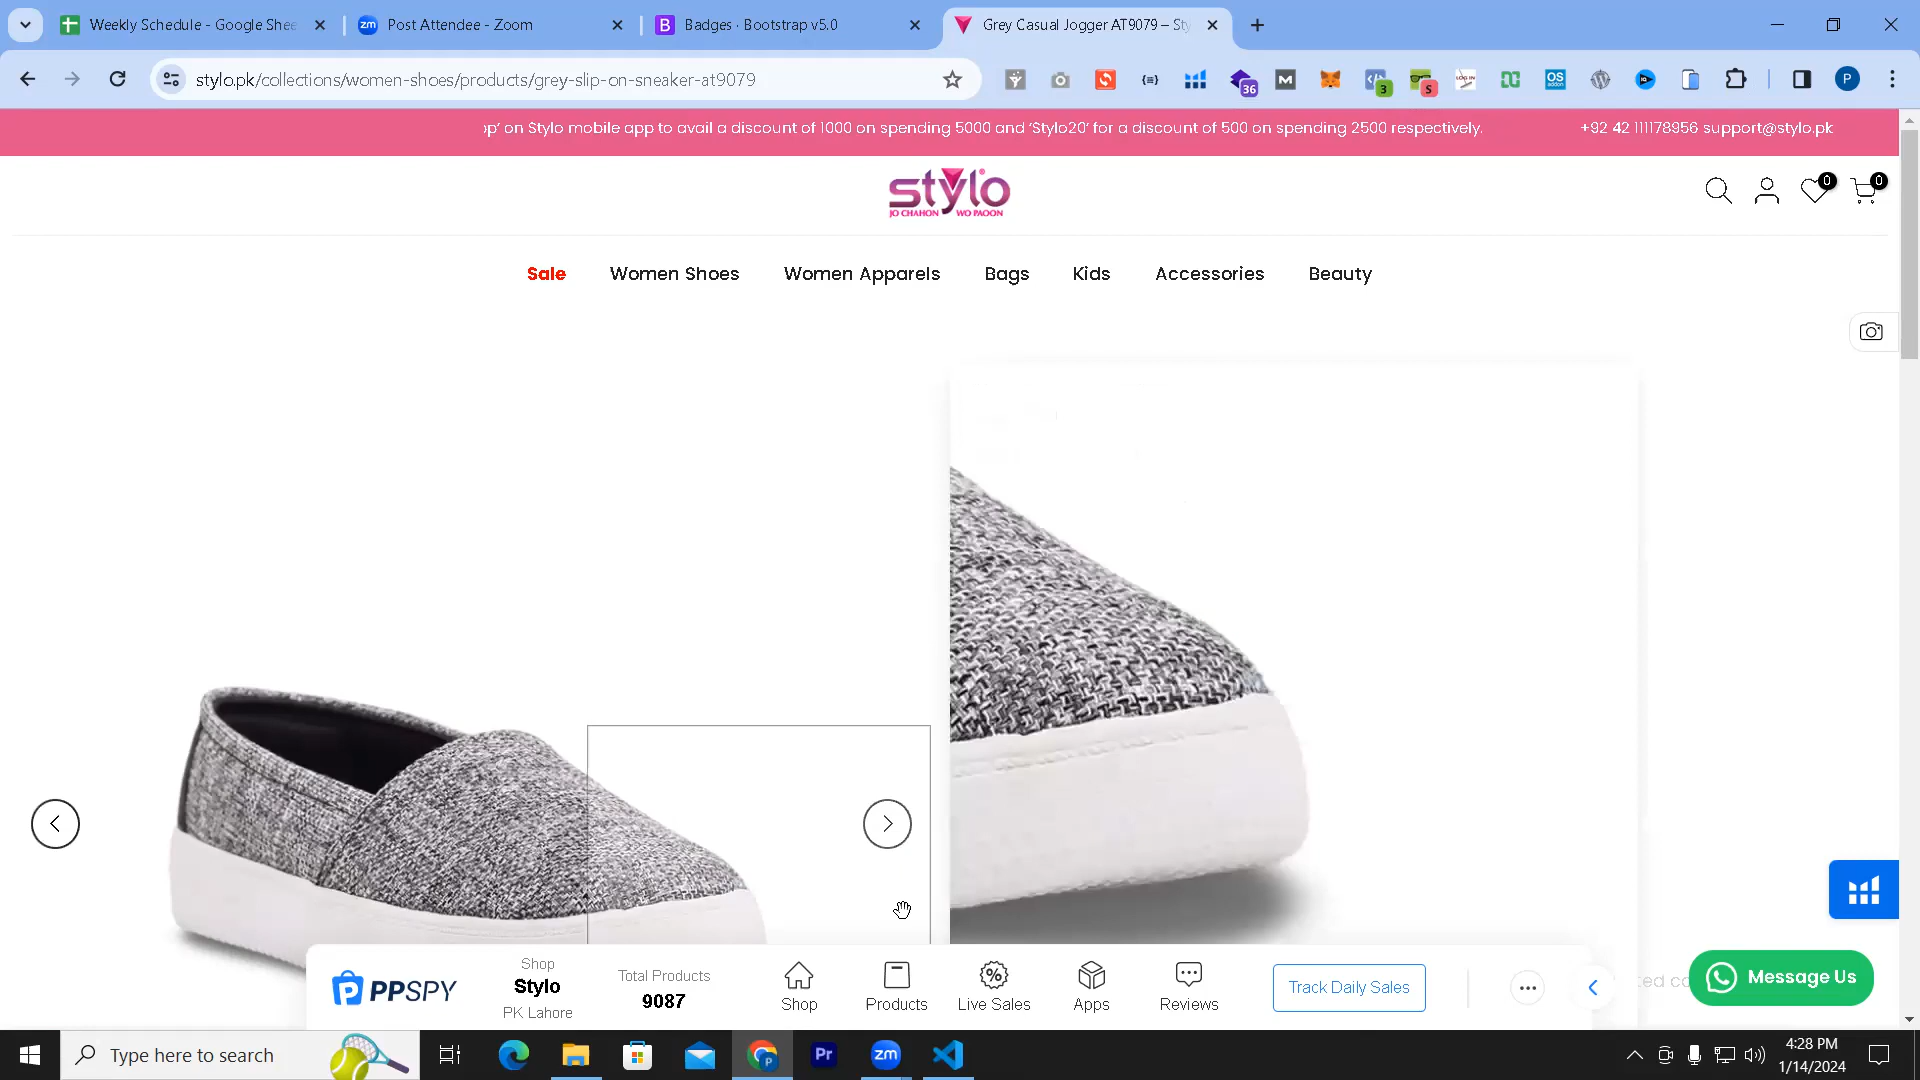 Weekly Schedule - Google Shee
Post Attendee - Zoom
Badges · Bootstrap v5.0
Grey Casual Jogger AT9079 – Sty
stylo.pk/collections/women-shoes/products/grey-slip-on-sneaker-at9079
36
3
S
P
op' on Stylo mobile app to avail a discount of 1000 on spending 5000 and 'Stylo20' for a discount of 500 on spending 2500 respectively.
+92 42 111178956 support@stylo.pk
stylo
JO CHAHON WO PAOON
0
0
Sale
Women Shoes
Women Apparels
Bags
Kids
Accessories
Beauty
PPSPY
Shop
Stylo
PK Lahore
Total Products
9087
Shop
Products
Live Sales
Apps
Reviews
Track Daily Sales
Message Us
Type here to search
Pr
zm
4:28 PM
1/14/2024